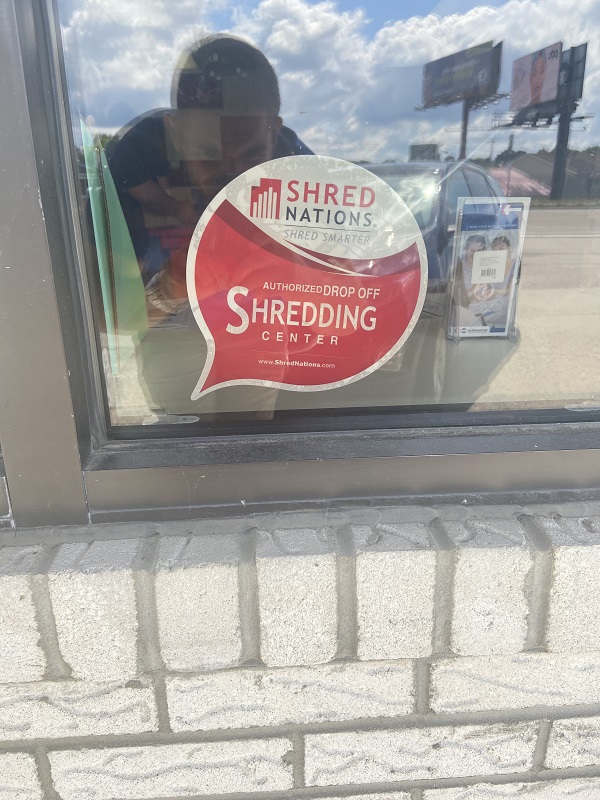 SHRED
NATIONS
SHRED SMARTER
AUTHORIZED DROP OFF
SHREDDING
CENTER
www.ShredNations.com